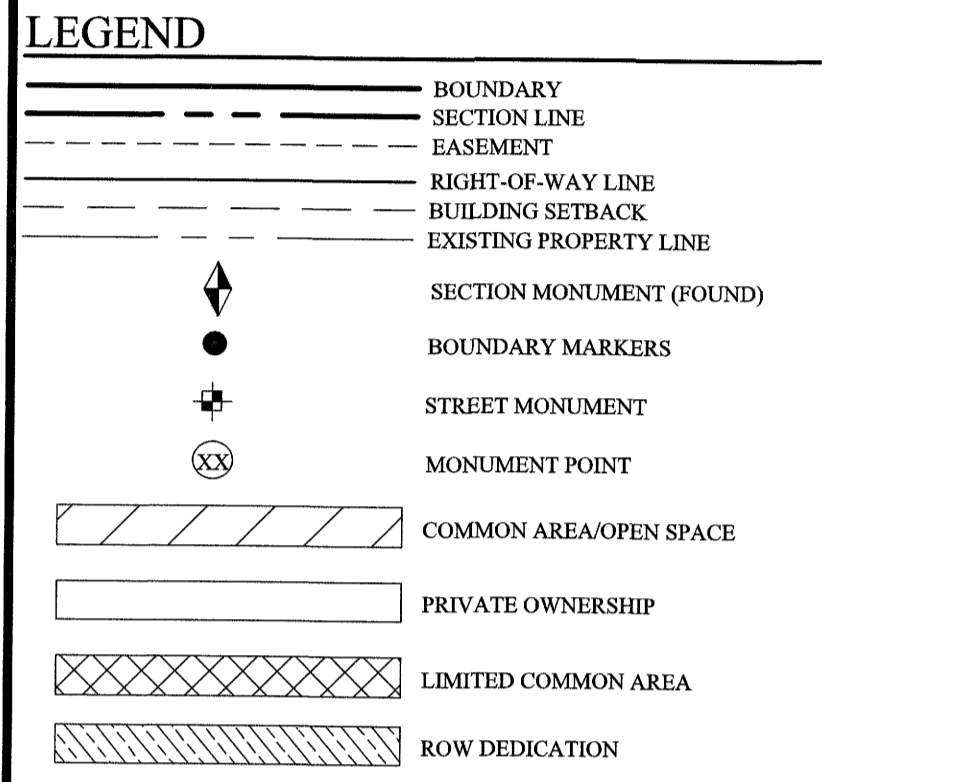 LEGEND
BOUNDARY
SECTION LINE
EASEMENT
RIGHT-OF-WAY LINE
BUILDING SETBACK
EXISTING PROPERTY LINE
SECTION MONUMENT (FOUND)
BOUNDARY MARKERS
STREET MONUMENT
XX MONUMENT POINT
COMMON AREA/OPEN SPACE
PRIVATE OWNERSHIP
LIMITED COMMON AREA
ROW DEDICATION